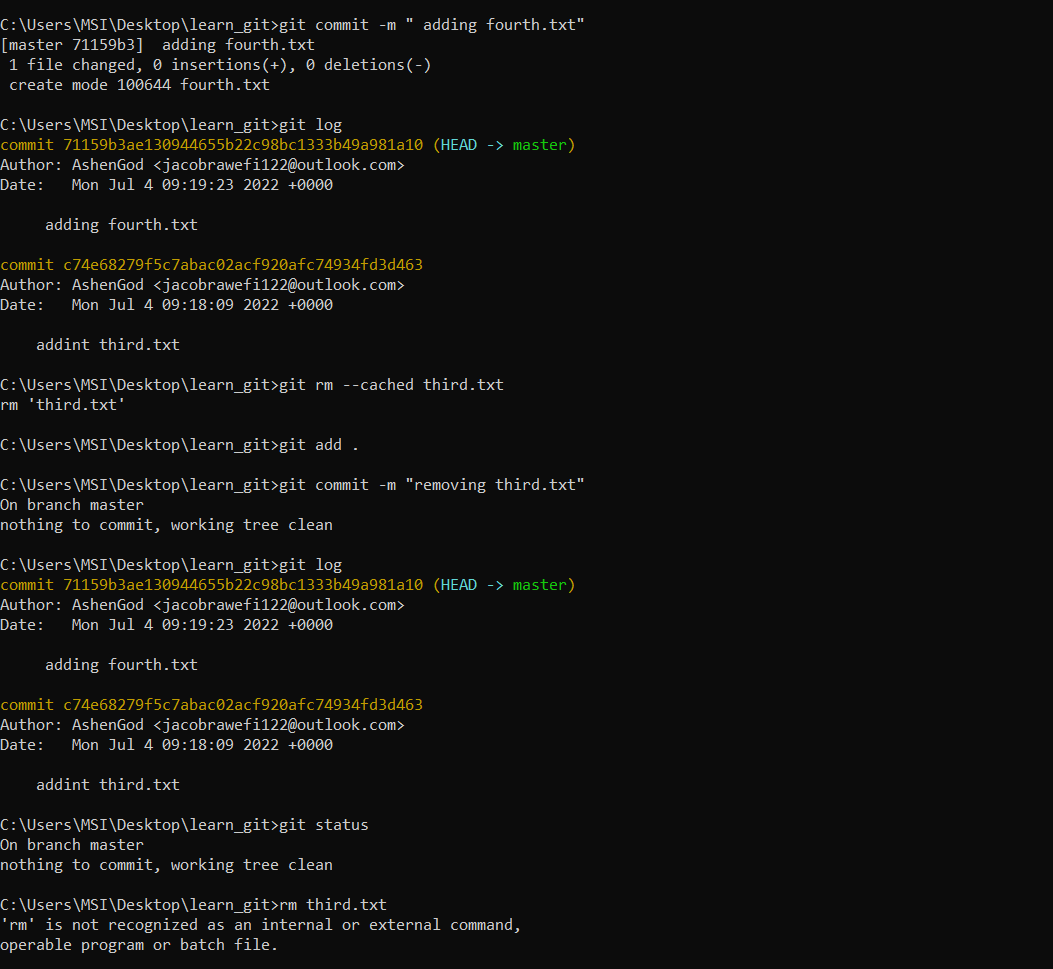 C:\Users\MSI\Desktop\learn_git>git commit -m " adding fourth.txt"
[master 71159b3]  adding fourth.txt
 1 file changed, 0 insertions(+), 0 deletions(-)
 create mode 100644 fourth.txt
C:\Users\MSI\Desktop\learn_git>git log
commit 71159b3ae130944655b22c98bc1333b49a981a10 (HEAD -> master)
Author: AshenGod <jacobrawefi122@outlook.com>
Date:   Mon Jul 4 09:19:23 2022 +0000
     adding fourth.txt
commit c74e68279f5c7abac02acf920afc74934fd3d463
Author: AshenGod <jacobrawefi122@outlook.com>
Date:   Mon Jul 4 09:18:09 2022 +0000
    addint third.txt
C:\Users\MSI\Desktop\learn_git>git rm --cached third.txt
rm 'third.txt'
C:\Users\MSI\Desktop\learn_git>git add .
C:\Users\MSI\Desktop\learn_git>git commit -m "removing third.txt"
On branch master
nothing to commit, working tree clean
C:\Users\MSI\Desktop\learn_git>git log
commit 71159b3ae130944655b22c98bc1333b49a981a10 (HEAD -> master)
Author: AshenGod <jacobrawefi122@outlook.com>
Date:   Mon Jul 4 09:19:23 2022 +0000
     adding fourth.txt
commit c74e68279f5c7abac02acf920afc74934fd3d463
Author: AshenGod <jacobrawefi122@outlook.com>
Date:   Mon Jul 4 09:18:09 2022 +0000
    addint third.txt
C:\Users\MSI\Desktop\learn_git>git status
On branch master
nothing to commit, working tree clean
C:\Users\MSI\Desktop\learn_git>rm third.txt
'rm' is not recognized as an internal or external command,
operable program or batch file.